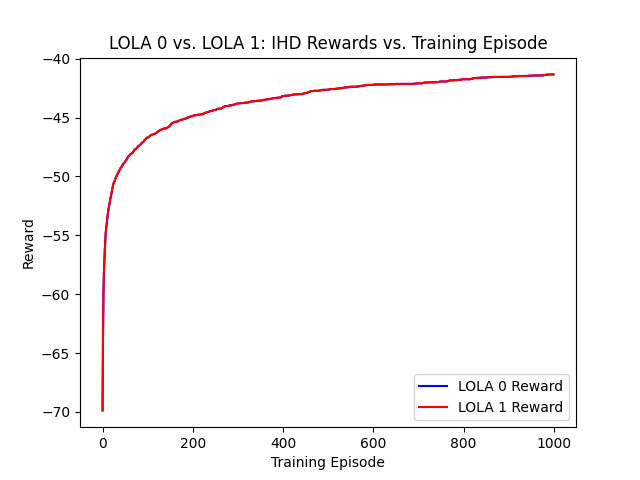 LOLA 0 vs. LOLA 1: IHD Rewards vs. Training Episode
−40
−45
−50
−55
−60
−65
−70
Reward
0
200
400
600
800
1000
Training Episode
LOLA 0 Reward
LOLA 1 Reward